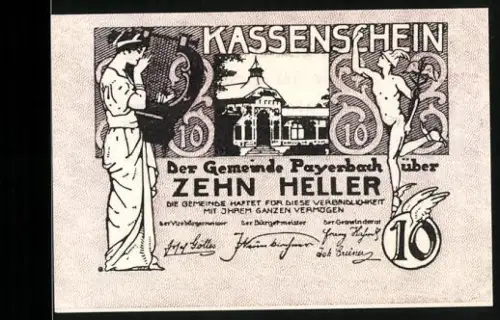 KASSENSCHEIN
10 10
Der Gemeinde Payerbach über
ZEHN HELLER
DIE GEMEINDE HAFTET FÜR DIESE VERBINDLICHKEIT
MIT IHREM GANZEN VERMÖGEN
Der Vizebürgermeister Der Bürgermeister Der Gemeinderat
10